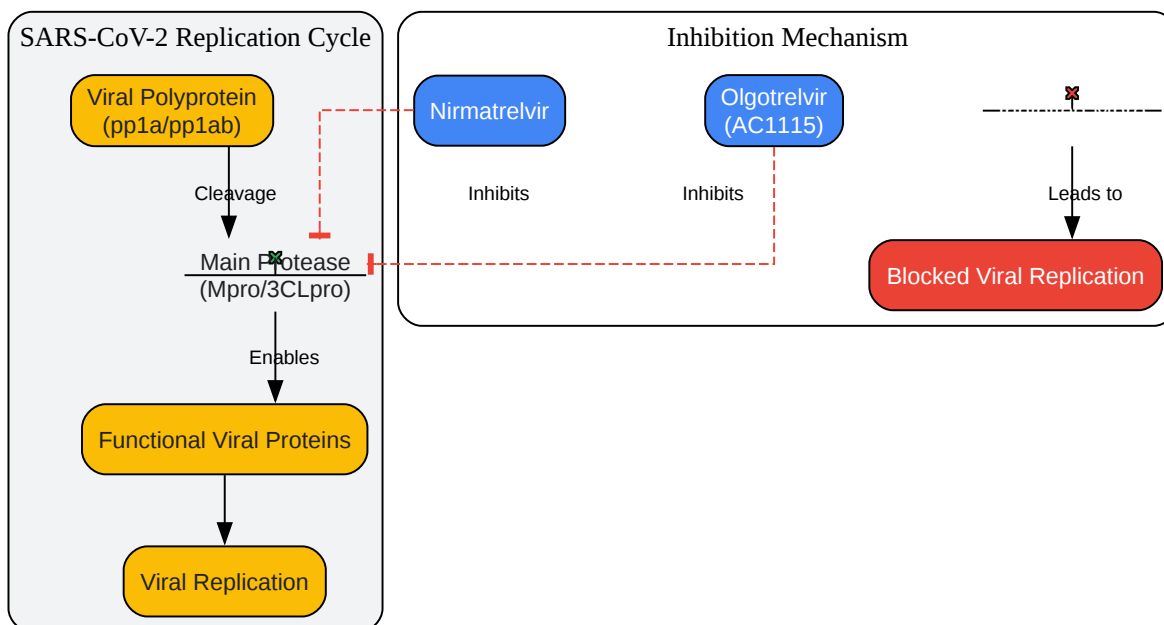 SARS-CoV-2 Replication Cycle
Viral Polyprotein
(pp1a/pp1ab)
Cleavage
Main Protease
(Mpro/3CLpro)
Enables
Functional Viral Proteins
Viral Replication
Inhibition Mechanism
Nirmatrelvir
Olgotrelvir
(AC1115)
Inhibits
Inhibits
Leads to
Blocked Viral Replication